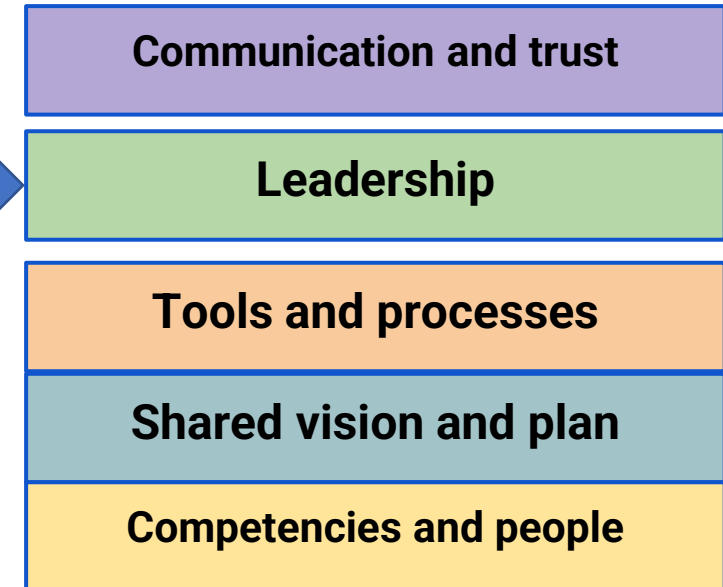 Communication and trust
Leadership
Tools and processes
Shared vision and plan
Competencies and people